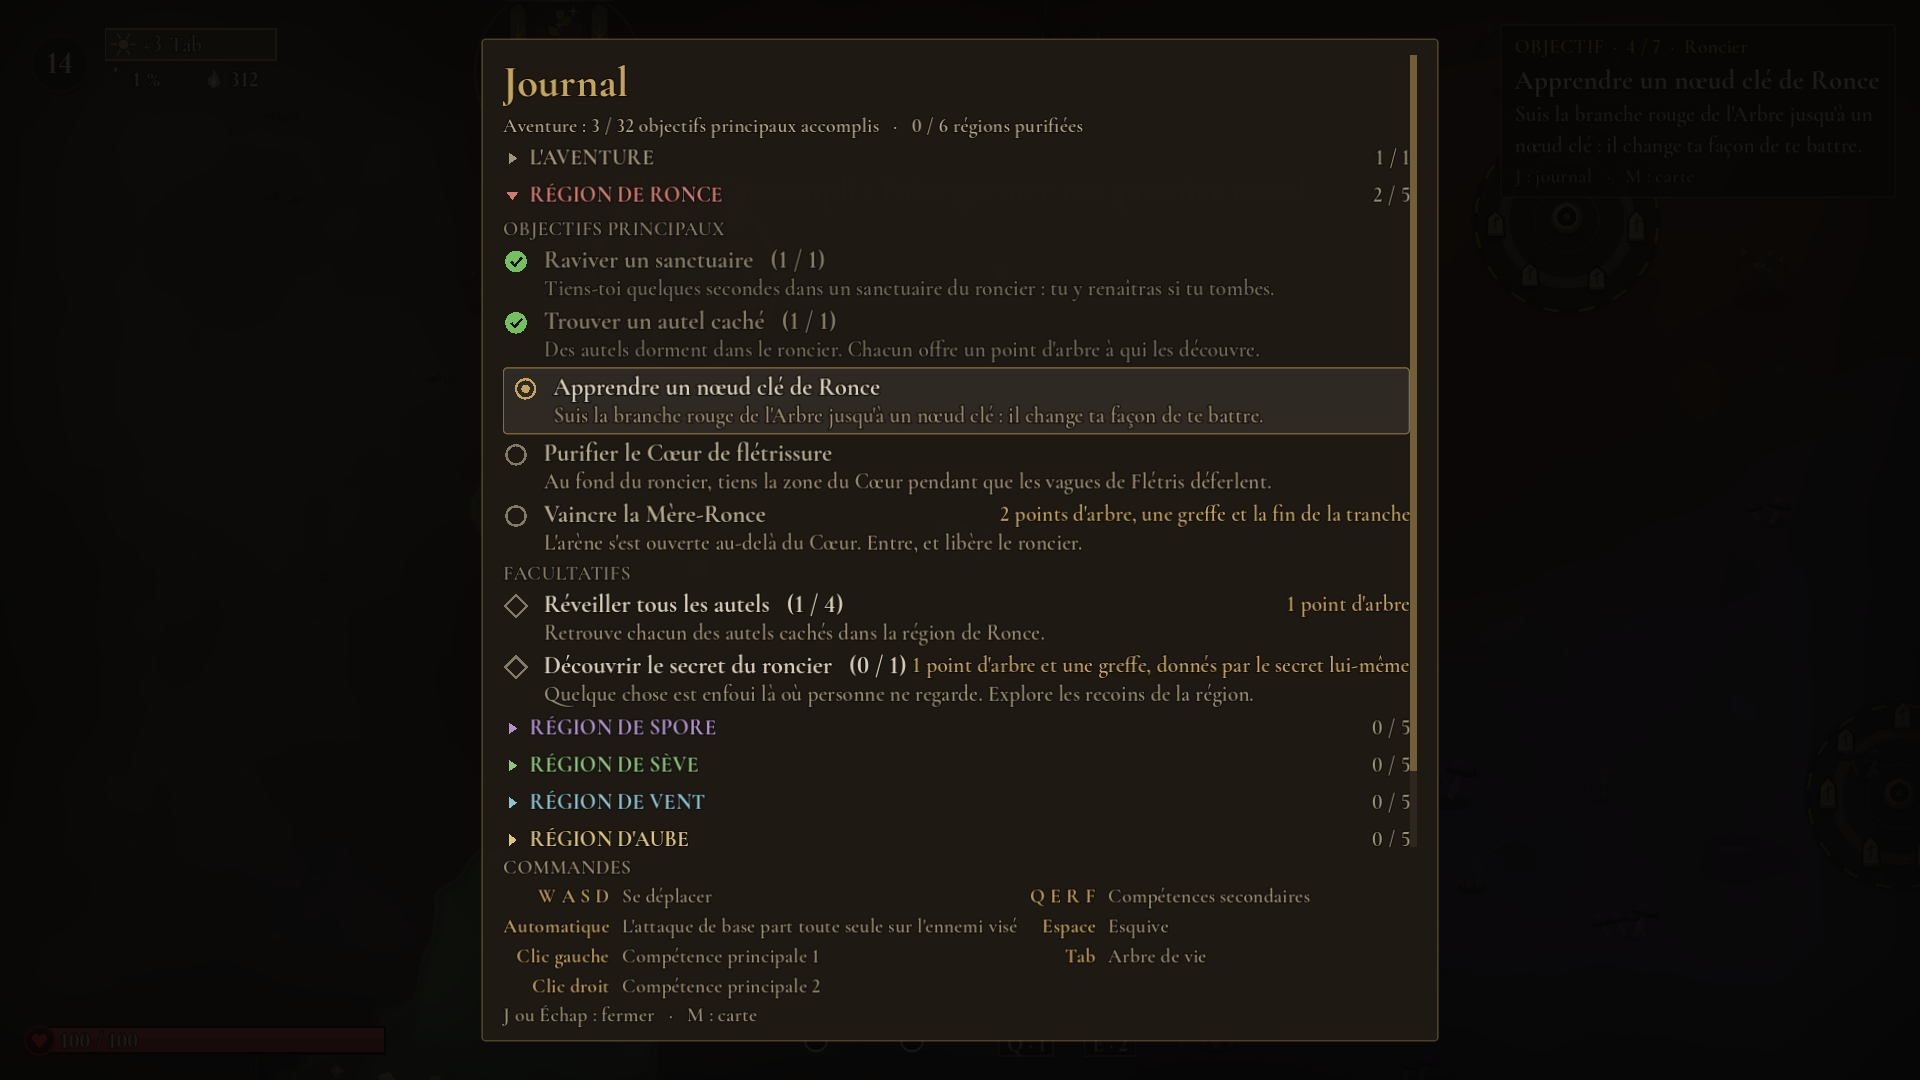 14
-3 Tab
1 %
312
OBJECTIF · 4 / 7 · Roncier
Apprendre un nœud clé de Ronce
Suis la branche rouge de l'Arbre jusqu'à un
nœud clé : il change ta façon de te battre.
J : journal · M : carte
Journal
Aventure : 3 / 32 objectifs principaux accomplis · 0 / 6 régions purifiées
L'AVENTURE 1 / 1
RÉGION DE RONCE 2 / 5
OBJECTIFS PRINCIPAUX
Raviver un sanctuaire (1 / 1)
Tiens-toi quelques secondes dans un sanctuaire du roncier : tu y renaîtras si tu tombes.
Trouver un autel caché (1 / 1)
Des autels dorment dans le roncier. Chacun offre un point d'arbre à qui les découvre.
Apprendre un nœud clé de Ronce
Suis la branche rouge de l'Arbre jusqu'à un nœud clé : il change ta façon de te battre.
Purifier le Cœur de flétrissure
Au fond du roncier, tiens la zone du Cœur pendant que les vagues de Flétris déferlent.
Vaincre la Mère-Ronce 2 points d'arbre, une greffe et la fin de la tranche
L'arène s'est ouverte au-delà du Cœur. Entre, et libère le roncier.
FACULTATIFS
Réveiller tous les autels (1 / 4) 1 point d'arbre
Retrouve chacun des autels cachés dans la région de Ronce.
Découvrir le secret du roncier (0 / 1) 1 point d'arbre et une greffe, donnés par le secret lui-même
Quelque chose est enfoui là où personne ne regarde. Explore les recoins de la région.
RÉGION DE SPORE 0 / 5
RÉGION DE SÈVE 0 / 5
RÉGION DE VENT 0 / 5
RÉGION D'AUBE 0 / 5
COMMANDES
W A S D Se déplacer Q E R F Compétences secondaires
Automatique L'attaque de base part toute seule sur l'ennemi visé Espace Esquive
Clic gauche Compétence principale 1 Tab Arbre de vie
Clic droit Compétence principale 2
J ou Échap : fermer · M : carte
100 / 100